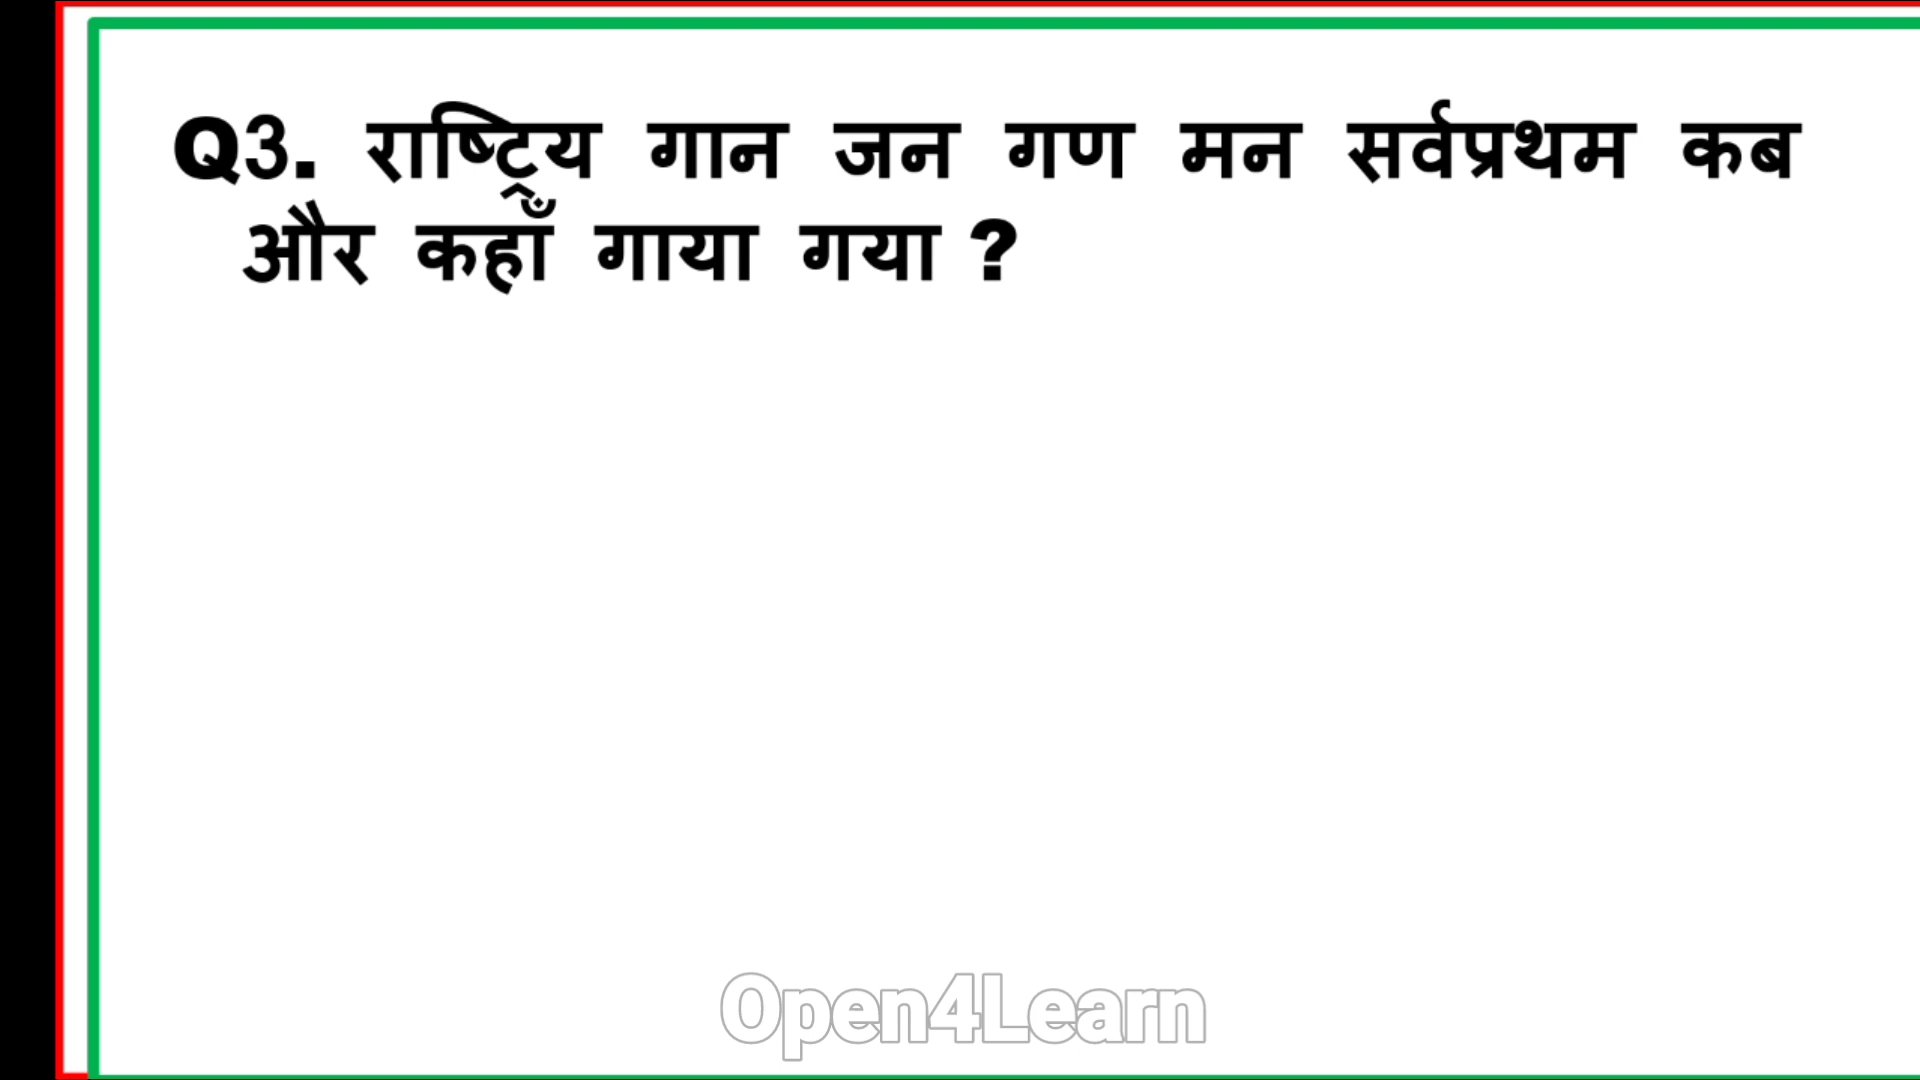 Q3. राष्ट्रिय गान जन गण मन सर्वप्रथम कब
और कहाँ गाया गया ?
Open4Learn